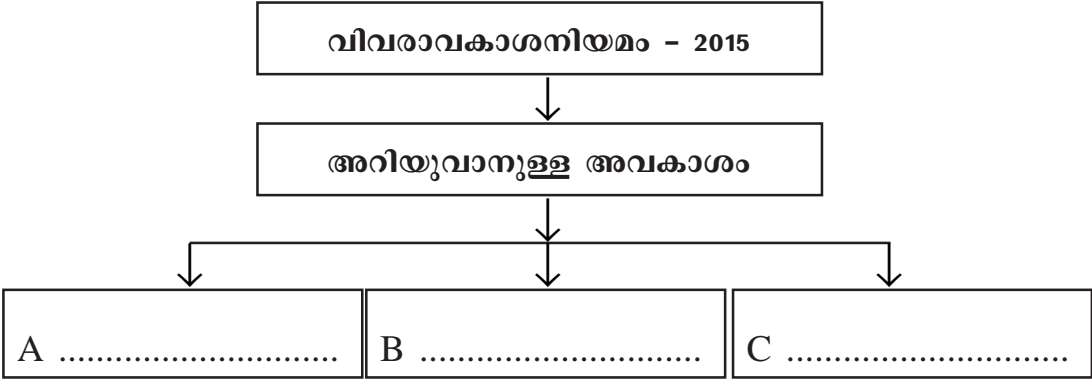 വിവരാവകാശനിയമം – 2015
അറിയുവാനുള്ള അവകാശം
A ..............................
B ..............................
C ..............................